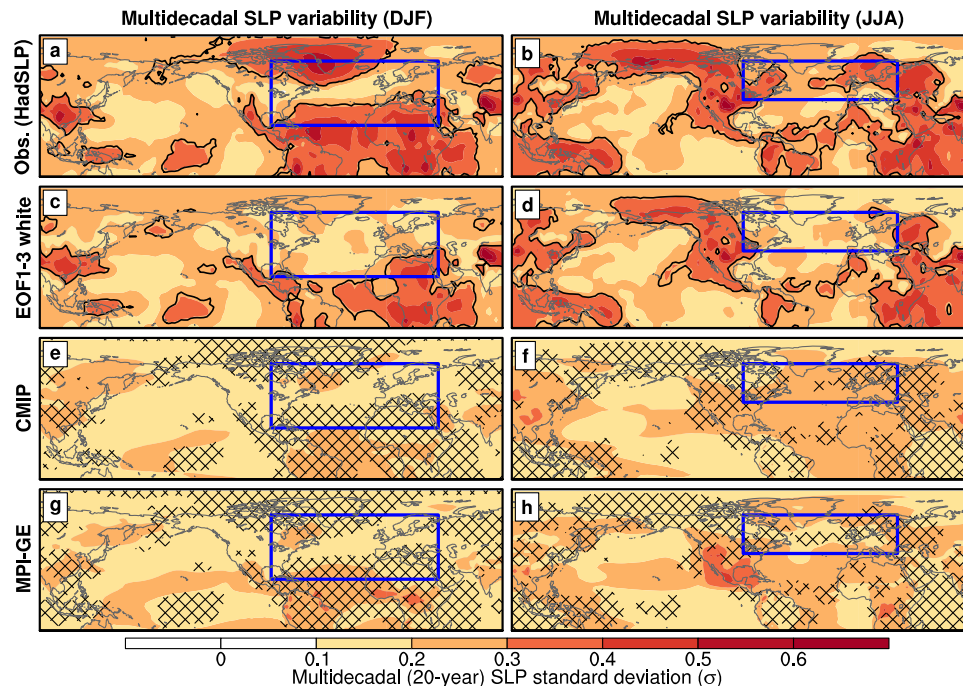 Multidecadal SLP variability (DJF)
Multidecadal SLP variability (JJA)
Obs. (HadSLP)
a
b
EOF1-3 white
c
d
CMIP
e
f
MPI-GE
g
h
0 0.1 0.2 0.3 0.4 0.5 0.6
Multidecadal (20-year) SLP standard deviation (σ)